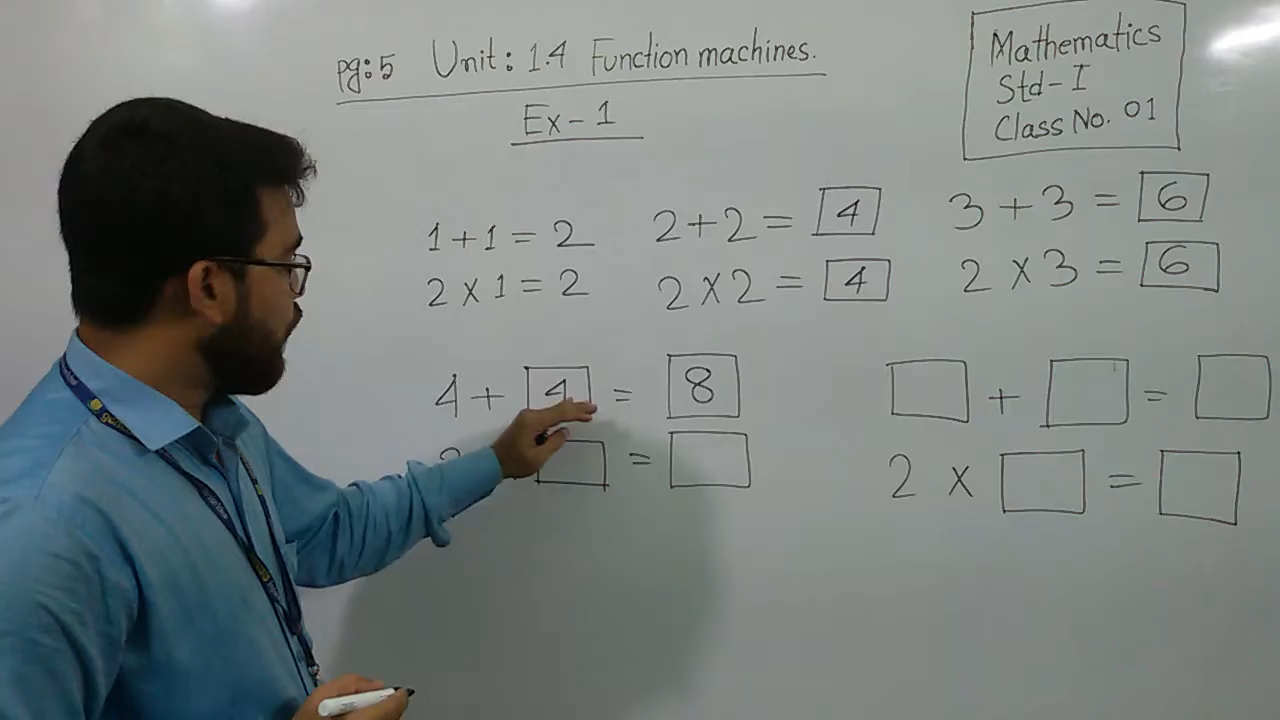 pg:5 Unit: 1.4 Function machines.
Ex-1
Mathematics
Std-I
Class No. 01
1+1=2
2×1=2
2+2= 4
2×2= 4
3+3= 6
2×3= 6
4+ 4 = 8
=
+ =
2 × =